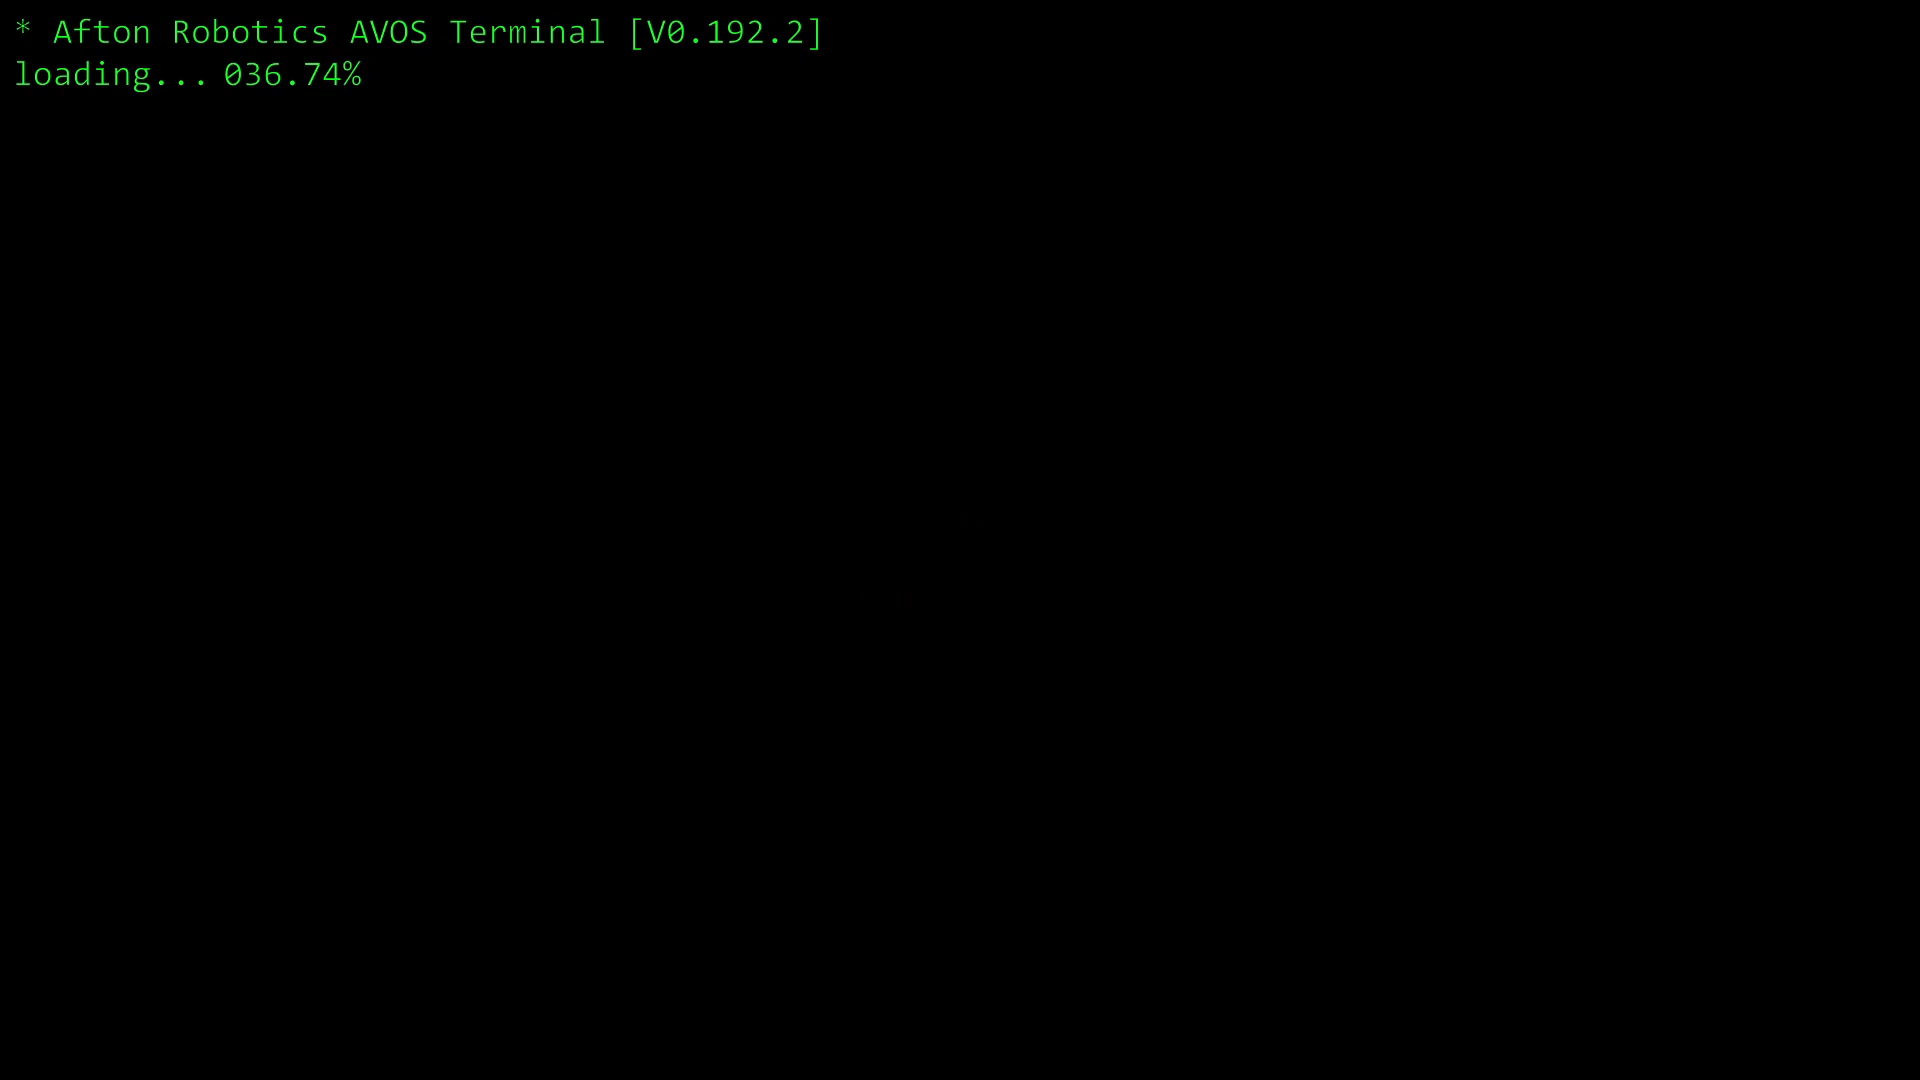 * Afton Robotics AVOS Terminal [V0.192.2]
loading... 036.74%